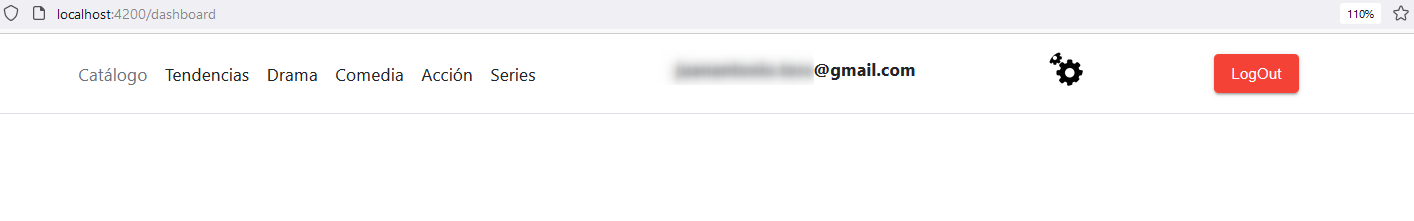 localhost:4200/dashboard
110%
Catálogo Tendencias Drama Comedia Acción Series @gmail.com LogOut